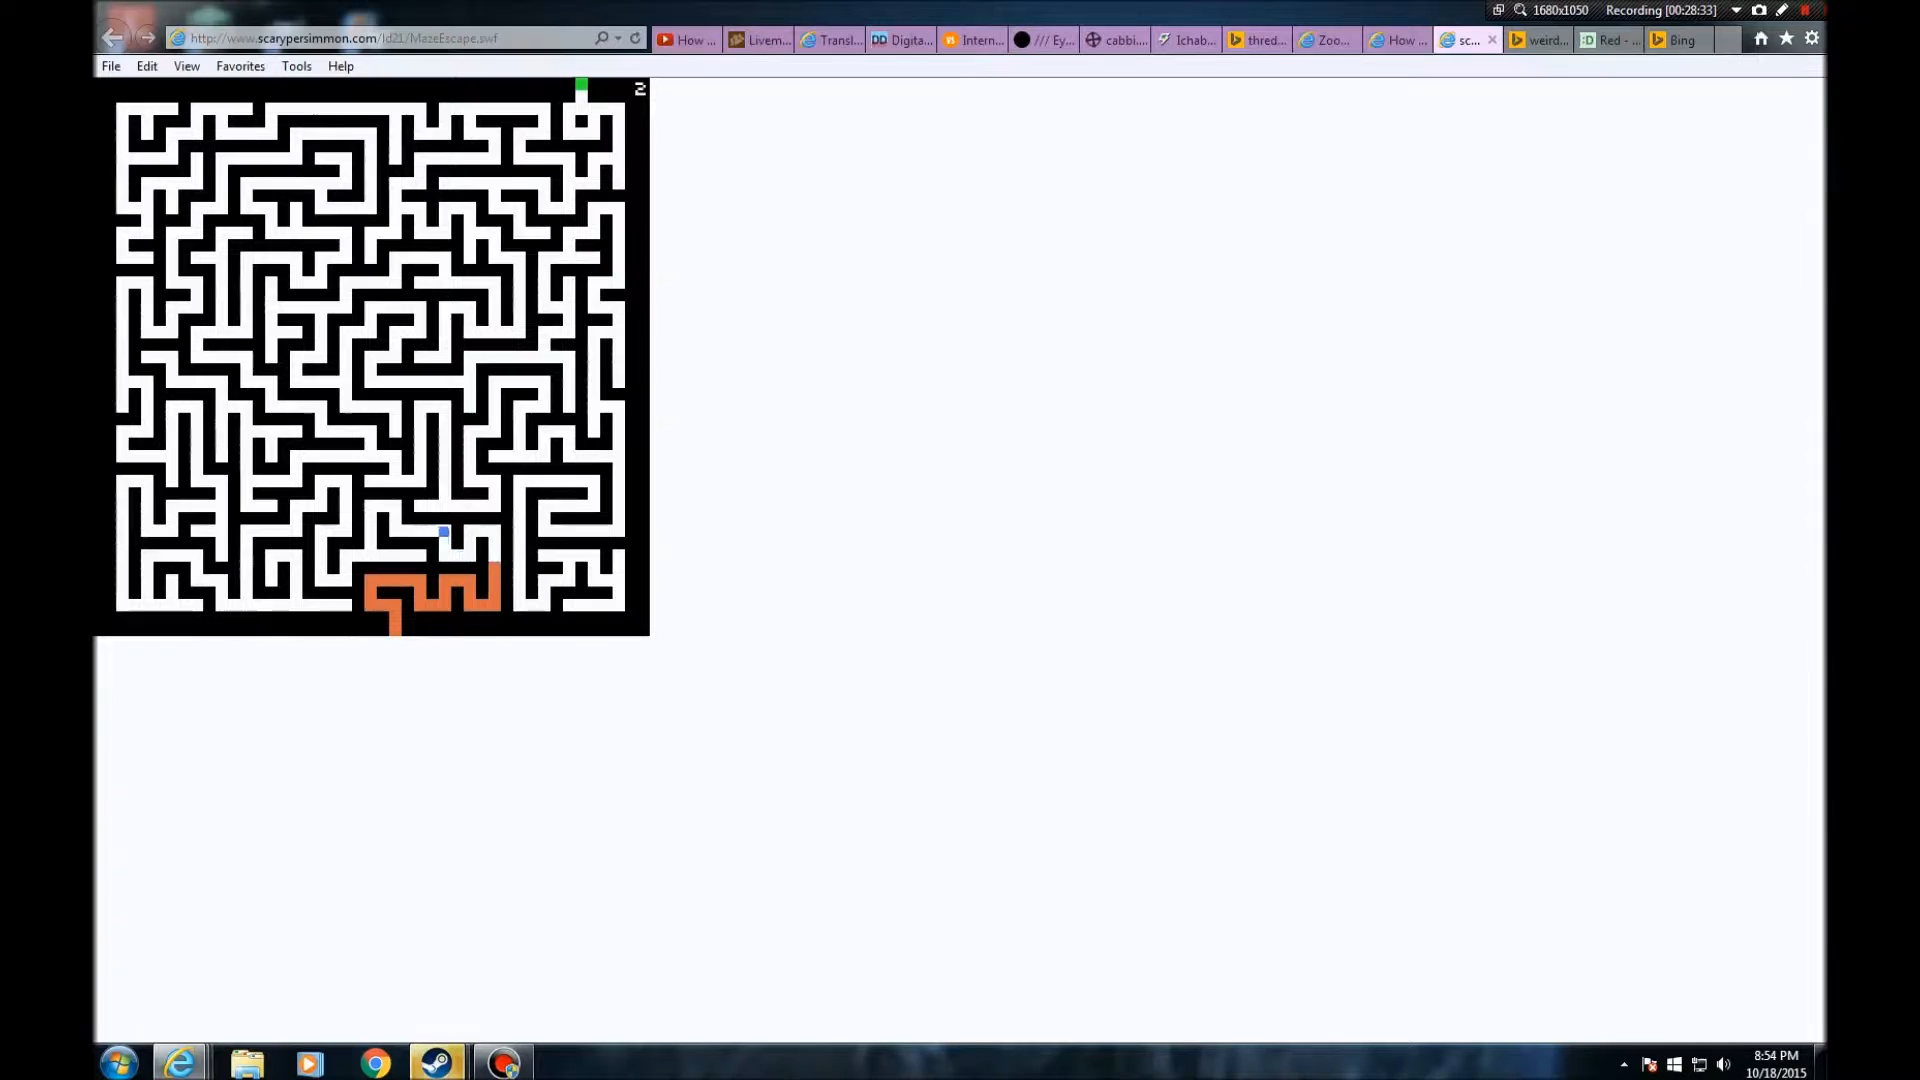 1680x1050 Recording [00:28:33]
http://www.scarypersimmon.com/ld21/MazeEscape.swf
How ... Livem... Transl... DD Digita... Intern... /// Ey... cabbi... Ichab... thred... Zoo... How ... sc... weird... :D Red - ... Bing
File Edit View Favorites Tools Help
2
8:54 PM
10/18/2015